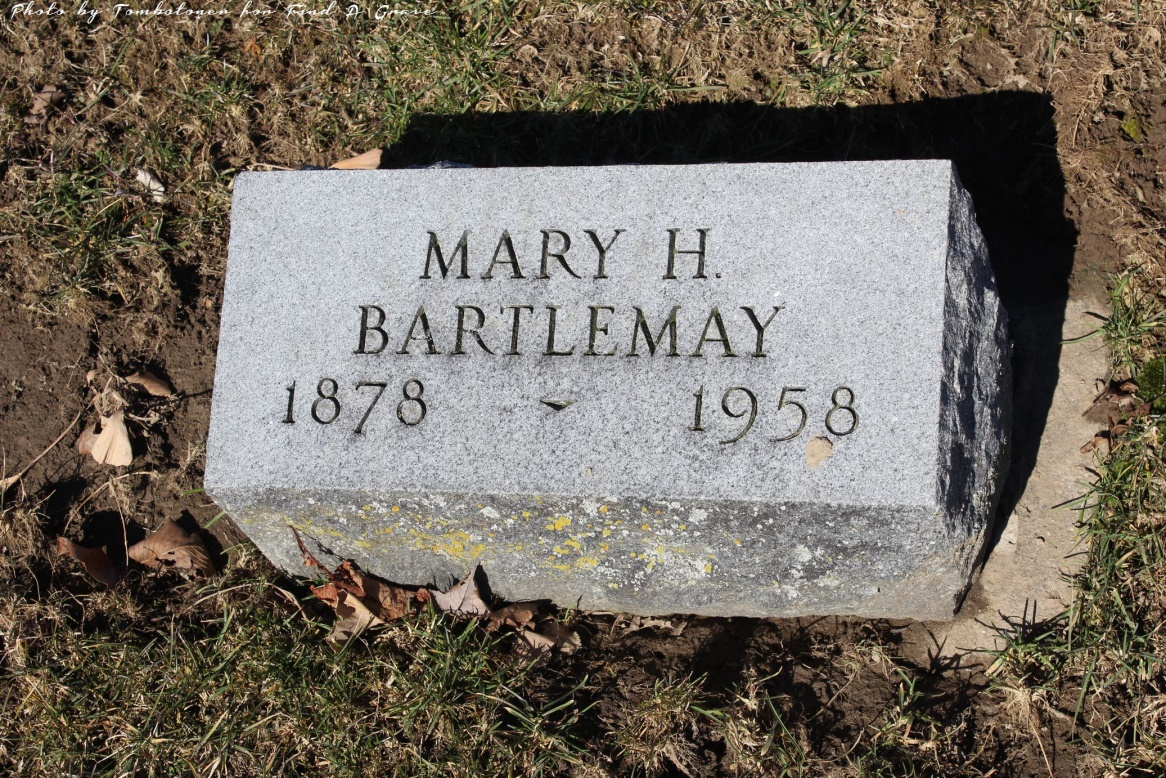 Photo by Tombstoner for Find A Grave
MARY H.
BARTLEMAY
1878 - 1958